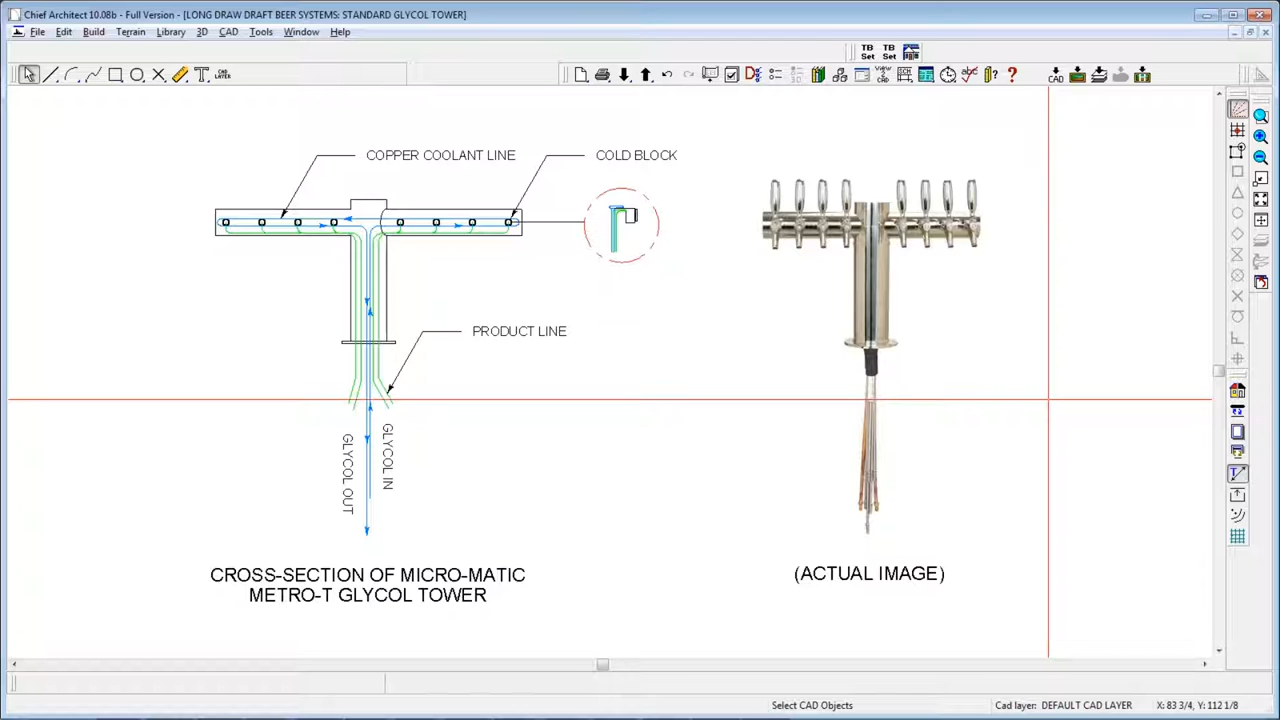 Chief Architect 10.08b - Full Version - [LONG DRAW DRAFT BEER SYSTEMS: STANDARD GLYCOL TOWER]
File Edit Build Terrain Library 3D CAD Tools Window Help
TB Set TB Set
CAD LAYER
CAD
COPPER COOLANT LINE
COLD BLOCK
PRODUCT LINE
GLYCOL OUT
GLYCOL IN
CROSS-SECTION OF MICRO-MATIC
METRO-T GLYCOL TOWER
(ACTUAL IMAGE)
Select CAD Objects
Cad layer: DEFAULT CAD LAYER
X: 83 3/4, Y: 112 1/8